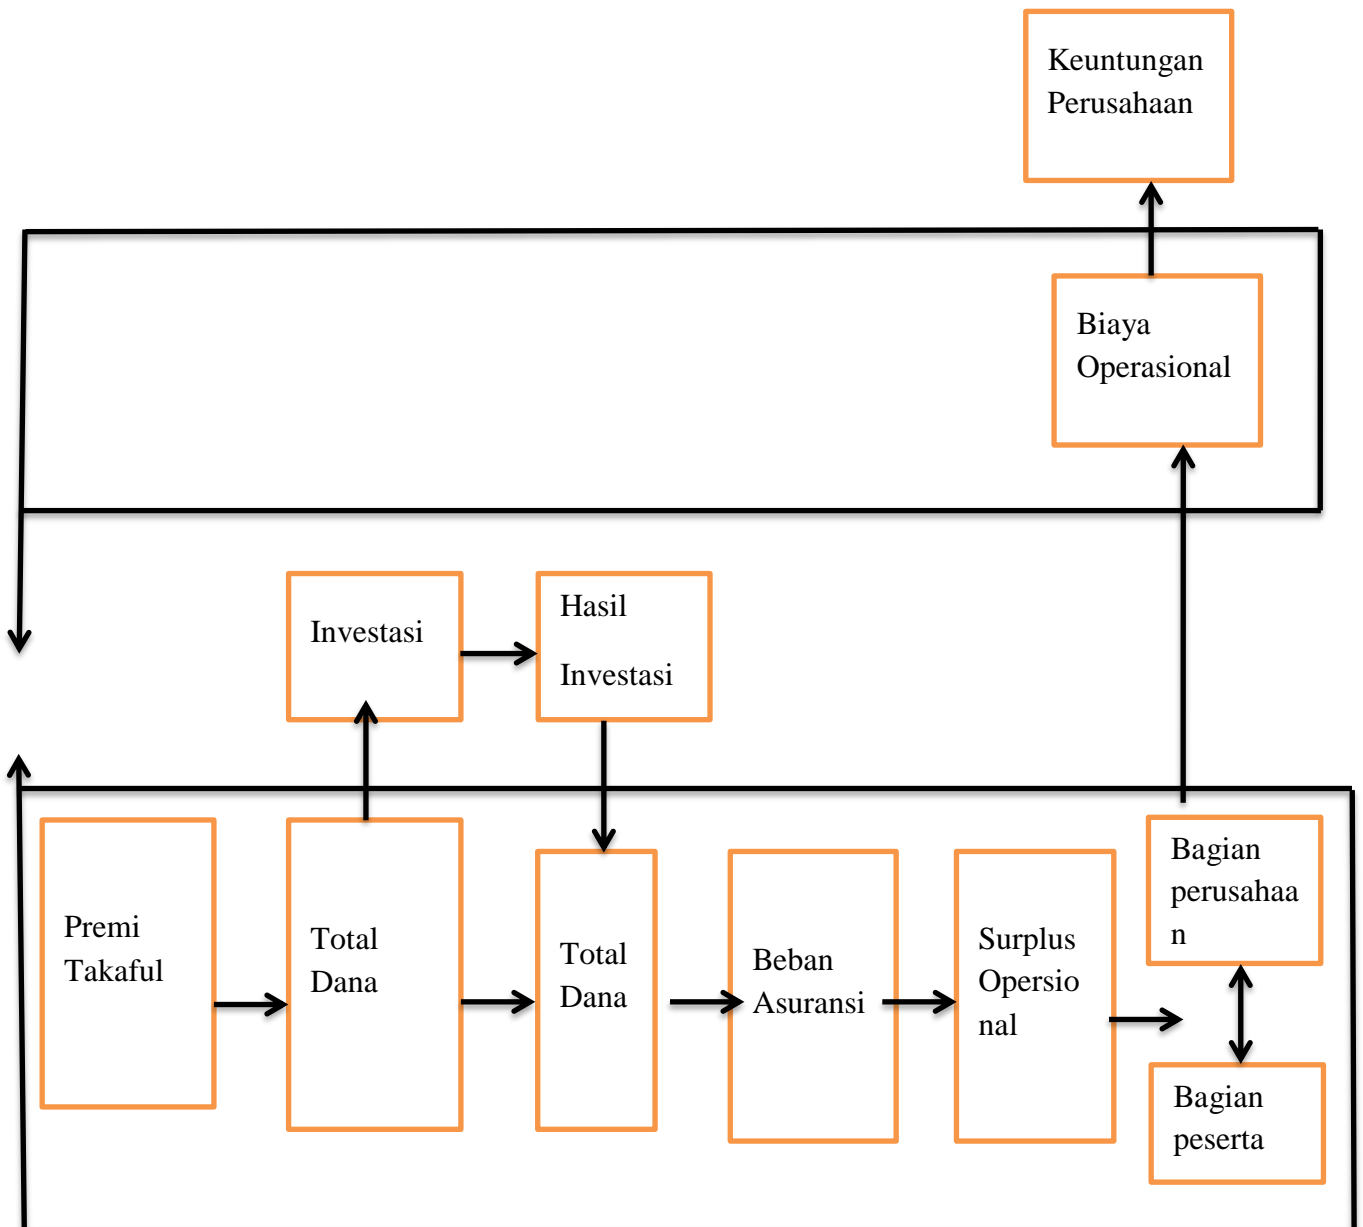 Keuntungan
Perusahaan
Biaya
Operasional
Investasi
Hasil
Investasi
Premi
Takaful
Total
Dana
Total
Dana
Beban
Asuransi
Surplus
Opersio
nal
Bagian
perusahaa
n
Bagian
peserta